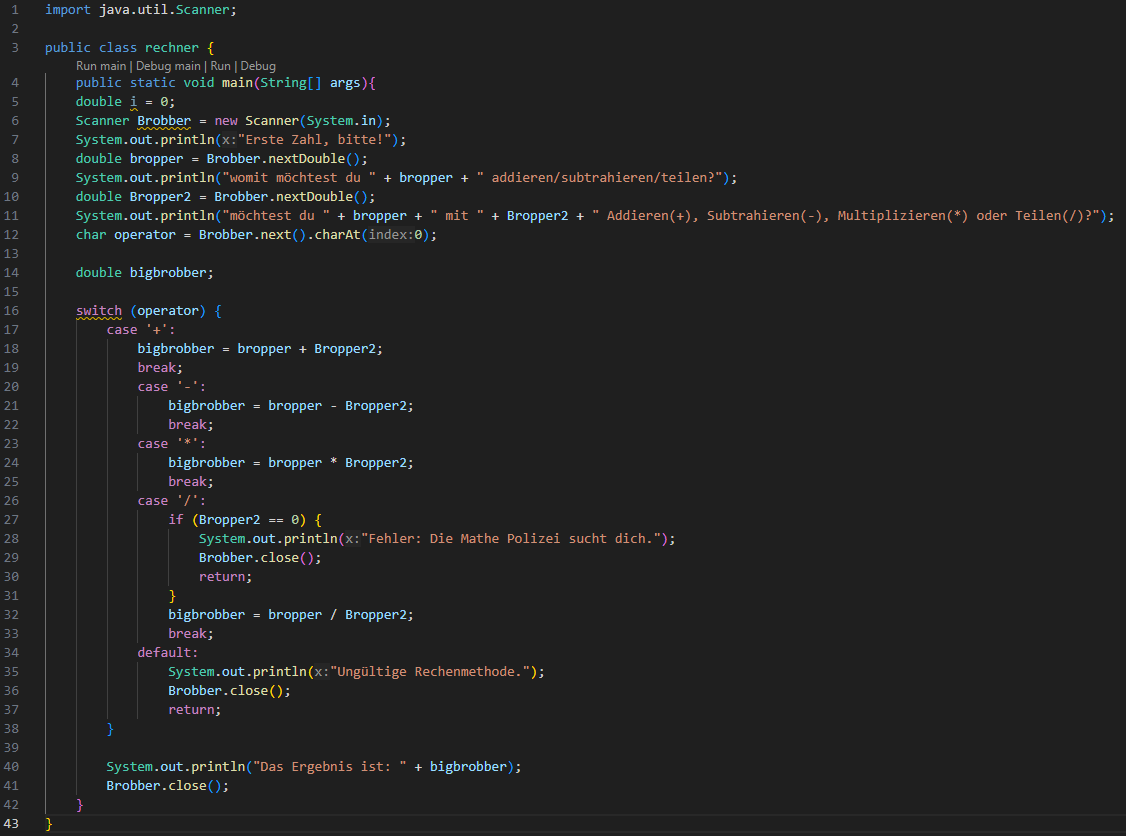 1 import java.util.Scanner;
2
3 public class rechner {
Run main | Debug main | Run | Debug
4 public static void main(String[] args){
5 double i = 0;
6 Scanner Brobber = new Scanner(System.in);
7 System.out.println(x:"Erste Zahl, bitte!");
8 double bropper = Brobber.nextDouble();
9 System.out.println("womit möchtest du " + bropper + " addieren/subtrahieren/teilen?");
10 double Bropper2 = Brobber.nextDouble();
11 System.out.println("möchtest du " + bropper + " mit " + Bropper2 + " Addieren(+), Subtrahieren(-), Multiplizieren(*) oder Teilen(/)?");
12 char operator = Brobber.next().charAt(index:0);
13
14 double bigbrobber;
15
16 switch (operator) {
17 case '+':
18 bigbrobber = bropper + Bropper2;
19 break;
20 case '-':
21 bigbrobber = bropper - Bropper2;
22 break;
23 case '*':
24 bigbrobber = bropper * Bropper2;
25 break;
26 case '/':
27 if (Bropper2 == 0) {
28 System.out.println(x:"Fehler: Die Mathe Polizei sucht dich.");
29 Brobber.close();
30 return;
31 }
32 bigbrobber = bropper / Bropper2;
33 break;
34 default:
35 System.out.println(x:"Ungültige Rechenmethode.");
36 Brobber.close();
37 return;
38 }
39
40 System.out.println("Das Ergebnis ist: " + bigbrobber);
41 Brobber.close();
42 }
43 }